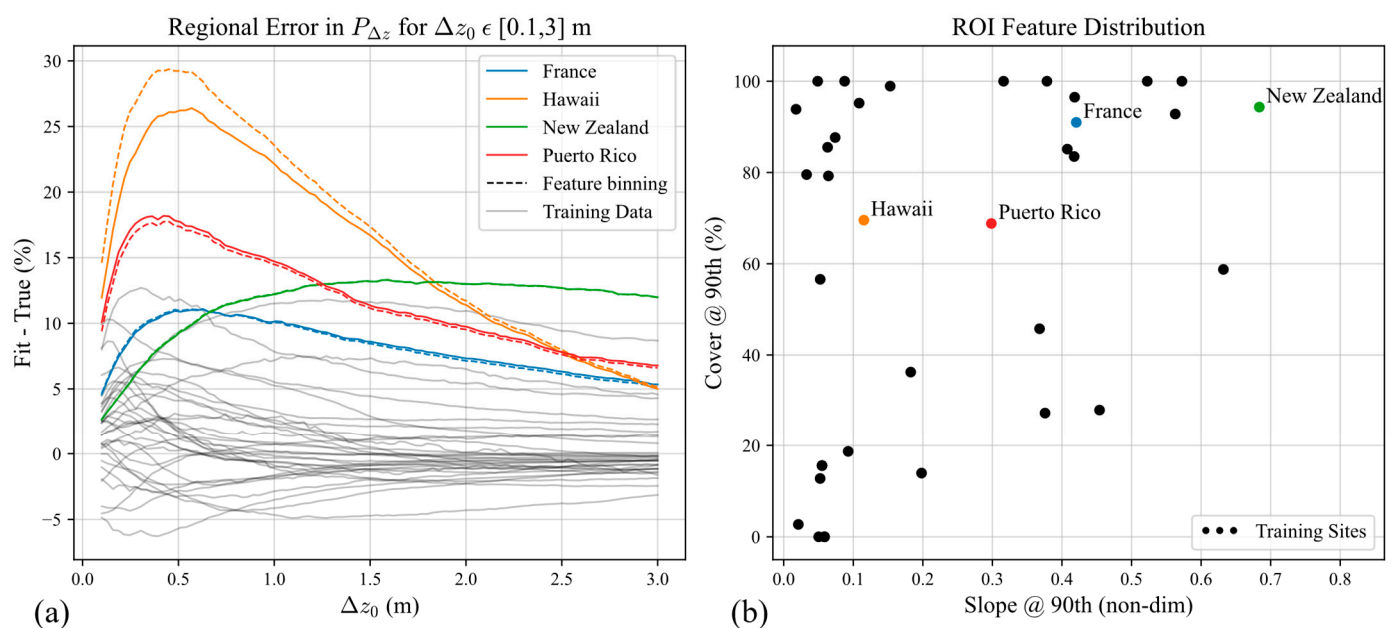 Regional Error in P_Δz for Δz₀ ϵ [0.1,3] m
Fit - True (%)
30
25
20
15
10
5
0
−5
France
Hawaii
New Zealand
Puerto Rico
Feature binning
Training Data
0.0 0.5 1.0 1.5 2.0 2.5 3.0
Δz₀ (m)
(a)
ROI Feature Distribution
Cover @ 90th (%)
100
80
60
40
20
0
New Zealand
France
Hawaii
Puerto Rico
Training Sites
0.0 0.1 0.2 0.3 0.4 0.5 0.6 0.7 0.8
Slope @ 90th (non-dim)
(b)